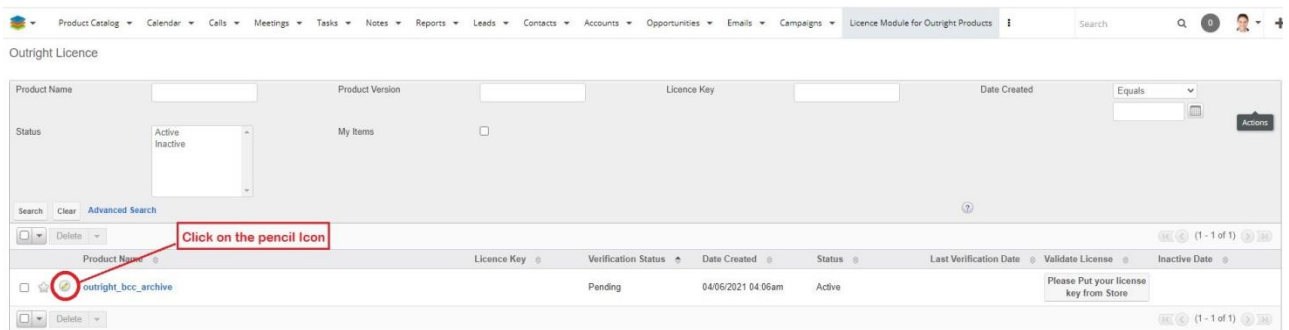 Product Catalog Calendar Calls Meetings Tasks Notes Reports Leads Contacts Accounts Opportunities Emails Campaigns Licence Module for Outright Products Search 0
Outright Licence
Product Name Product Version Licence Key Date Created Equals
Actions
Status Active My Items
Inactive
Search Clear Advanced Search ?
Delete Click on the pencil Icon (1 - 1 of 1)
Product Name Licence Key Verification Status Date Created Status Last Verification Date Validate License Inactive Date
outright_bcc_archive Pending 04/06/2021 04:06am Active Please Put your license
key from Store
Delete (1 - 1 of 1)